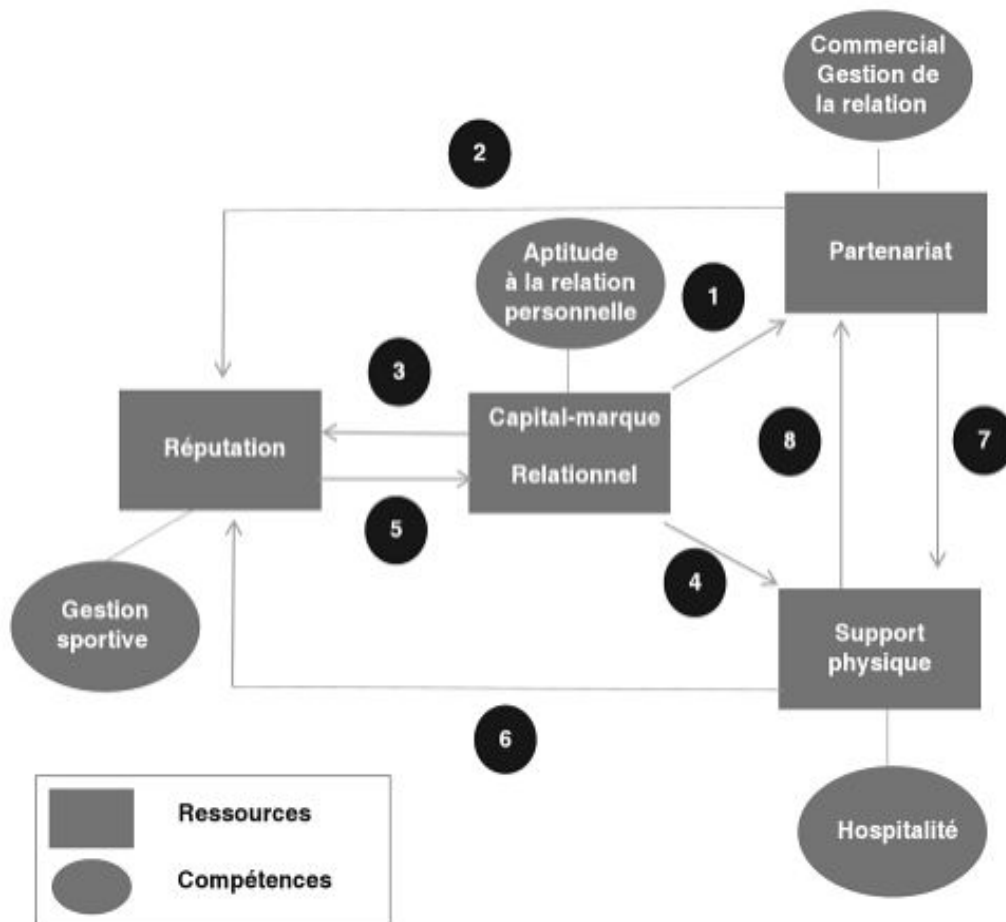 Commercial
Gestion de
la relation
2
Partenariat
Aptitude
à la relation
personnelle
1
3
Capital-marque
Relationnel
Réputation
8
7
5
4
Gestion
sportive
Support
physique
6
Ressources
Compétences
Hospitalité